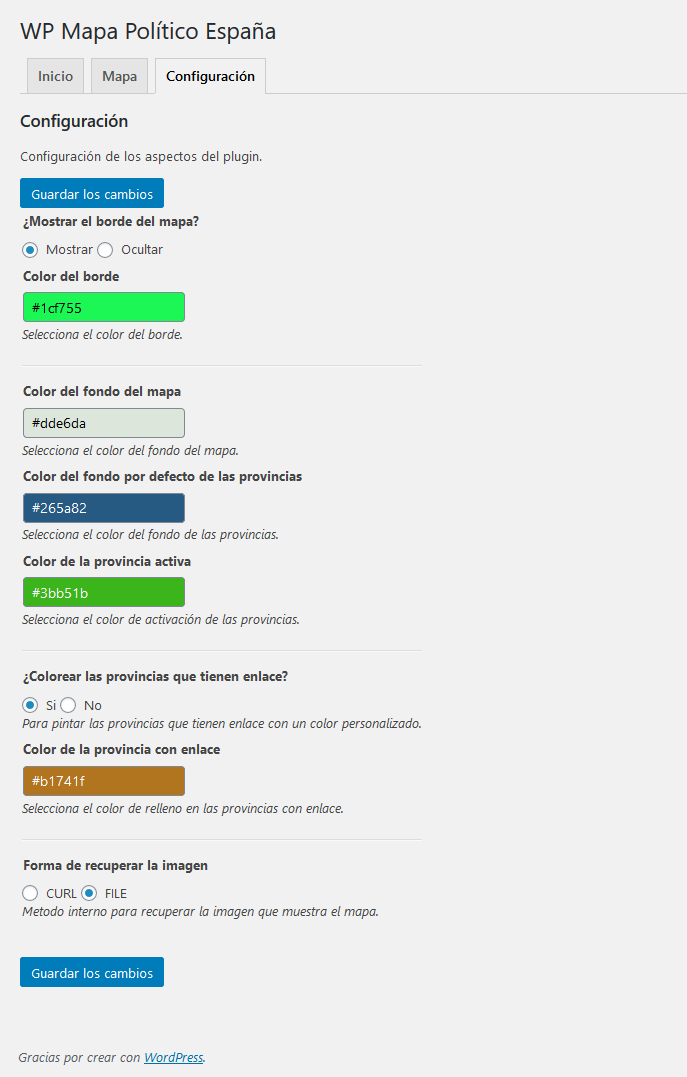 WP Mapa Político España
Inicio Mapa Configuración
Configuración
Configuración de los aspectos del plugin.
Guardar los cambios
¿Mostrar el borde del mapa?
Mostrar Ocultar
Color del borde
#1cf755
Selecciona el color del borde.
Color del fondo del mapa
#dde6da
Selecciona el color del fondo del mapa.
Color del fondo por defecto de las provincias
#265a82
Selecciona el color del fondo de las provincias.
Color de la provincia activa
#3bb51b
Selecciona el color de activación de las provincias.
¿Colorear las provincias que tienen enlace?
Si No
Para pintar las provincias que tienen enlace con un color personalizado.
Color de la provincia con enlace
#b1741f
Selecciona el color de relleno en las provincias con enlace.
Forma de recuperar la imagen
CURL FILE
Metodo interno para recuperar la imagen que muestra el mapa.
Guardar los cambios
Gracias por crear con WordPress.